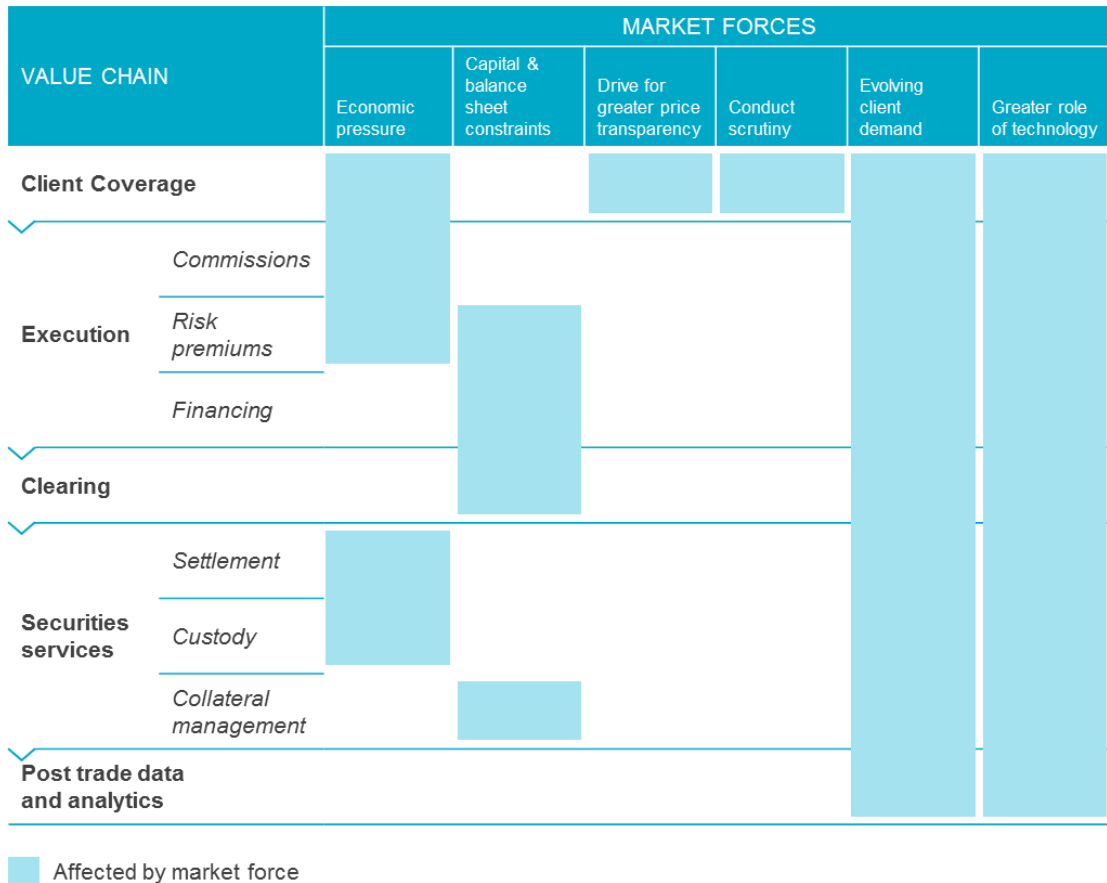 MARKET FORCES
VALUE CHAIN
Economic
pressure
Capital &
balance
sheet
constraints
Drive for
greater price
transparency
Conduct
scrutiny
Evolving
client
demand
Greater role
of technology
Client Coverage
Execution
Commissions
Risk
premiums
Financing
Clearing
Securities
services
Settlement
Custody
Collateral
management
Post trade data
and analytics
Affected by market force